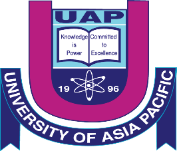 UAP
Knowledge is Power
Committed to Excellence
19 96
UNIVERSITY OF ASIA PACIFIC